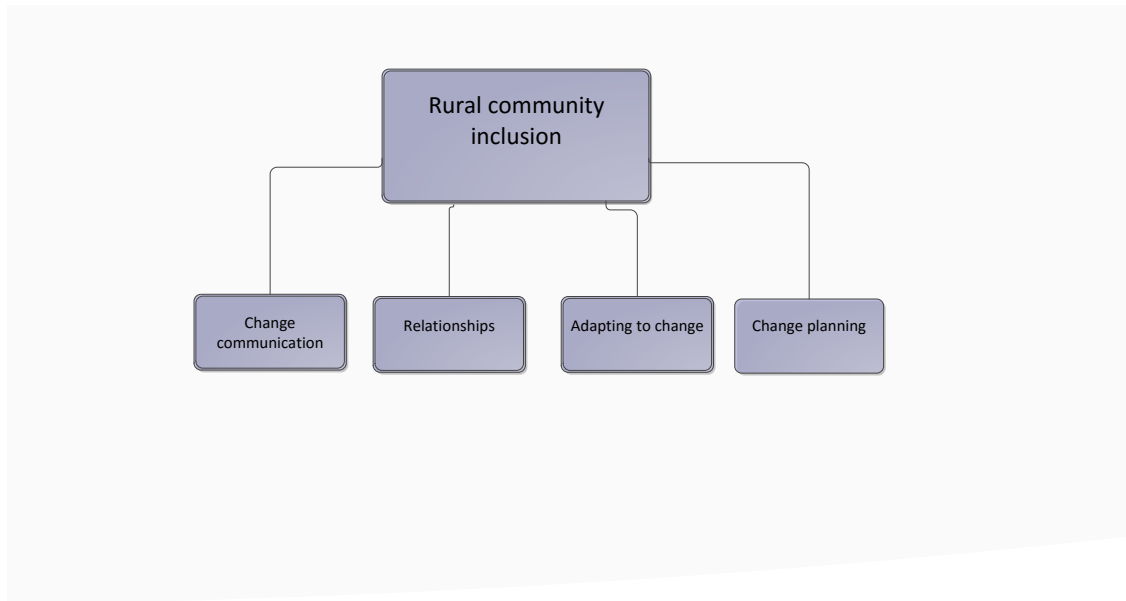 Rural community
inclusion
Change
communication
Relationships
Adapting to change
Change planning